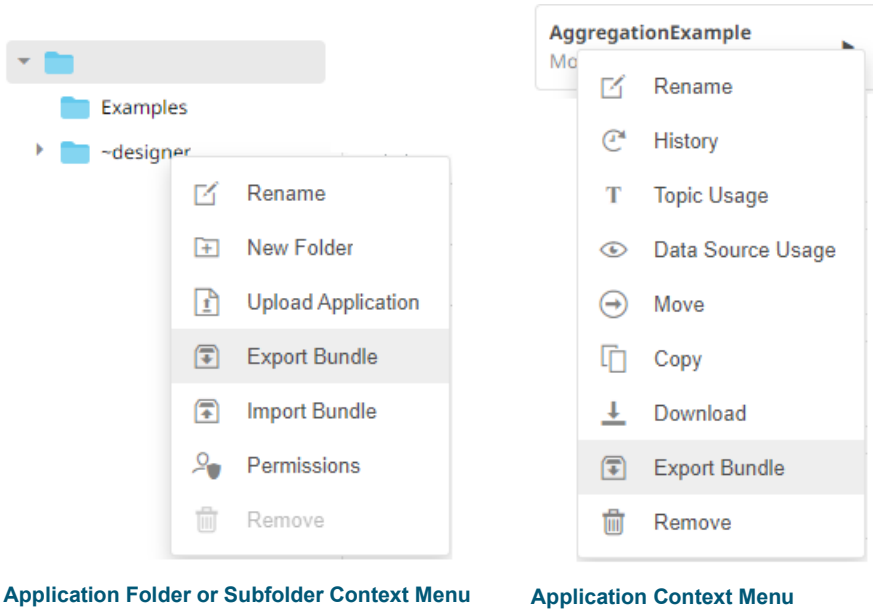 Examples
~designer
Rename
New Folder
Upload Application
Export Bundle
Import Bundle
Permissions
Remove
Application Folder or Subfolder Context Menu
AggregationExample
Mo
Rename
History
T Topic Usage
Data Source Usage
Move
Copy
Download
Export Bundle
Remove
Application Context Menu